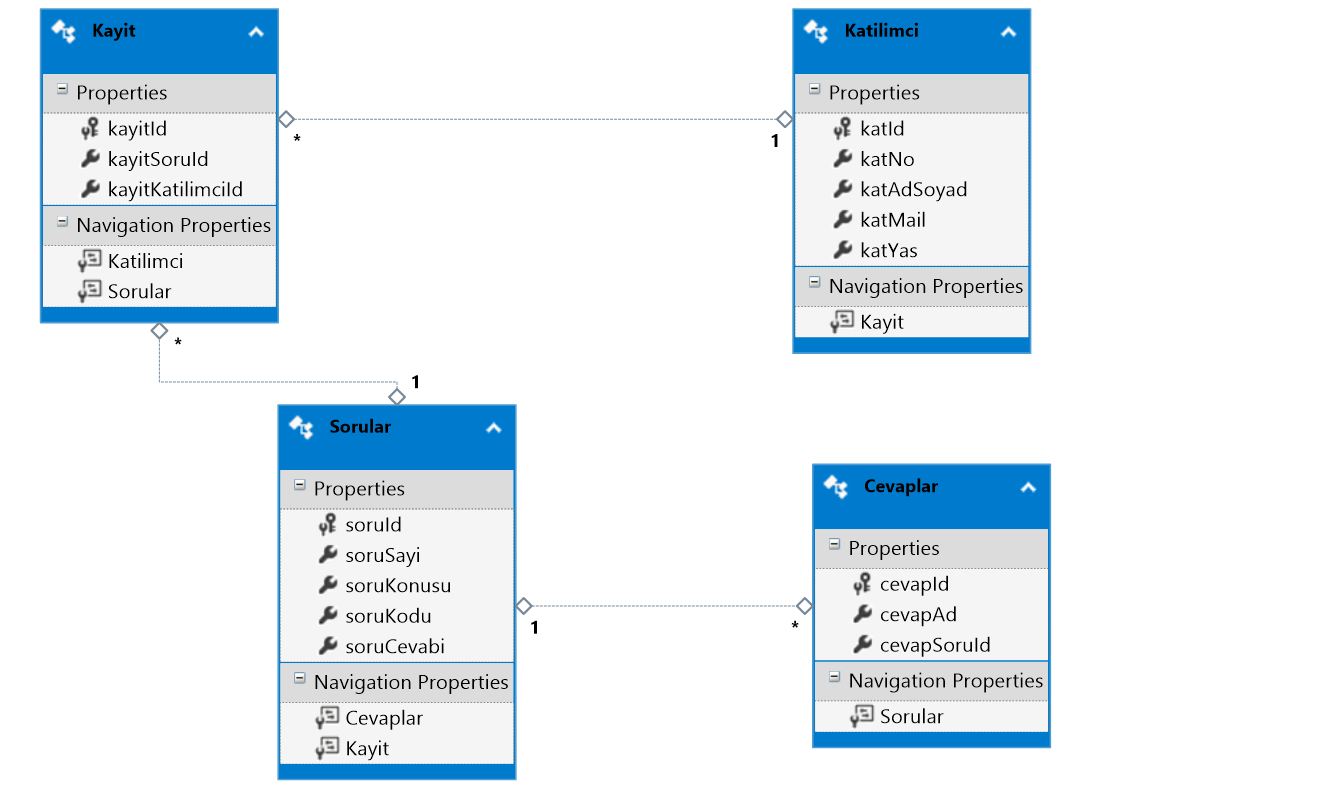 Kayit
Properties
kayitId
kayitSoruId
kayitKatilimciId
Navigation Properties
Katilimci
Sorular
*
1
Katilimci
Properties
katId
katNo
katAdSoyad
katMail
katYas
Navigation Properties
Kayit
*
1
Sorular
Properties
soruId
soruSayi
soruKonusu
soruKodu
soruCevabi
Navigation Properties
Cevaplar
Kayit
1
*
Cevaplar
Properties
cevapId
cevapAd
cevapSoruId
Navigation Properties
Sorular